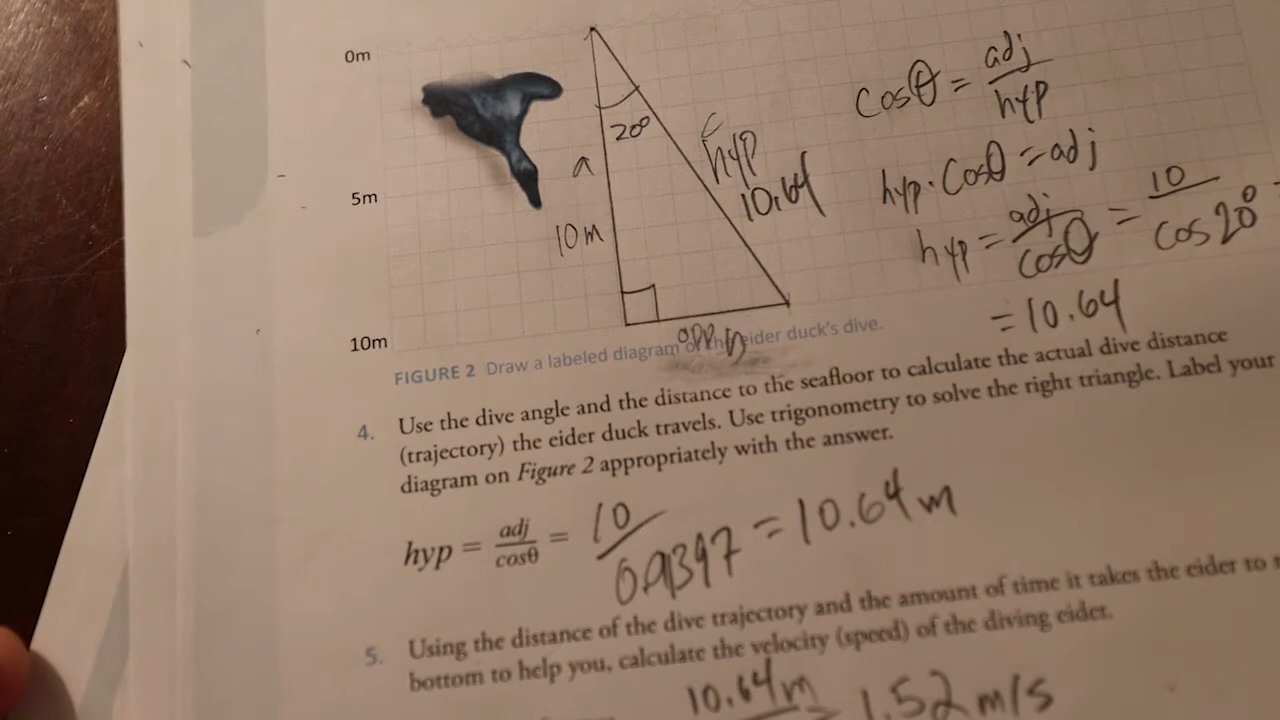 0m
5m
10m
20°
a
10m
c
hyp
10.64
opp b
cosθ = adj/hyp
hyp · cosθ = adj
hyp = adj/cosθ = 10/cos 20°
= 10.64
FIGURE 2 Draw a labeled diagram of the eider duck's dive.
4. Use the dive angle and the distance to the seafloor to calculate the actual dive distance
(trajectory) the eider duck travels. Use trigonometry to solve the right triangle. Label your
diagram on Figure 2 appropriately with the answer.
hyp = adj/cosθ = 10/0.9397 = 10.64m
5. Using the distance of the dive trajectory and the amount of time it takes the eider to
bottom to help you, calculate the velocity (speed) of the diving eider.
10.64m = 1.52 m/s